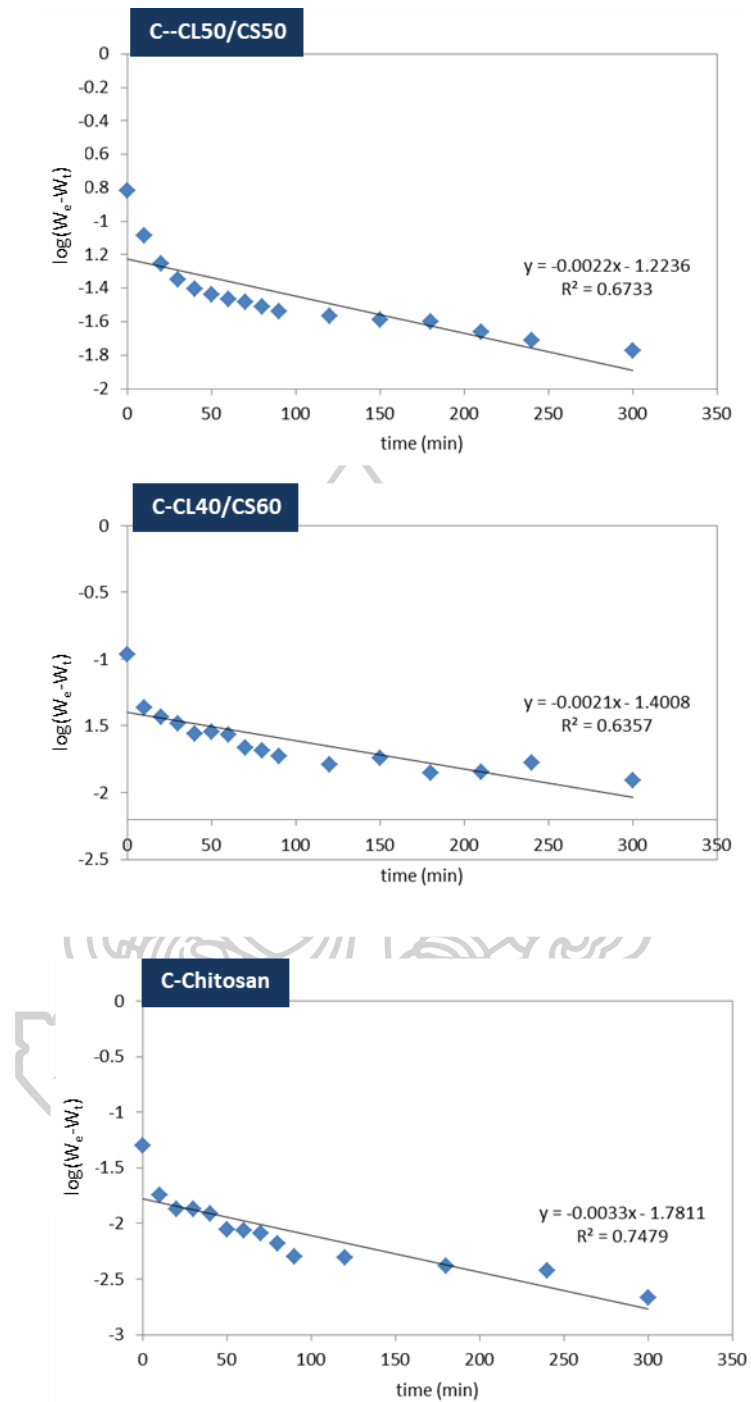 C--CL50/CS50
0
-0.2
-0.4
0.6
0.8
-1
1.2
-1.4
-1.6
-1.8
-2
log(We-Wt)
y = -0.0022x - 1.2236
R² = 0.6733
0 50 100 150 200 250 300 350
time (min)
C-CL40/CS60
0
-0.5
-1
-1.5
-2
-2.5
log(We-Wt)
y = -0.0021x - 1.4008
R² = 0.6357
0 50 100 150 200 250 300 350
time (min)
C-Chitosan
0
-0.5
-1
-1.5
-2
-2.5
-3
log(We-Wt)
y = -0.0033x - 1.7811
R² = 0.7479
0 50 100 150 200 250 300 350
time (min)